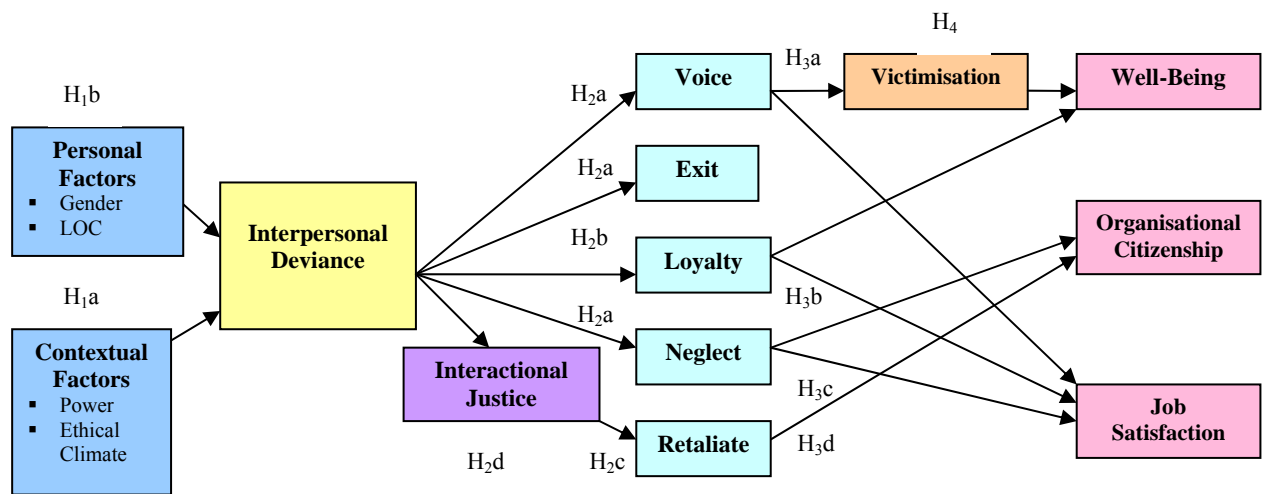 H₄
Voice
H₃a
Victimisation
Well-Being
H₁b
H₂a
Personal
Factors
▪ Gender
▪ LOC
H₂a
Exit
Interpersonal
Deviance
H₂b
Loyalty
Organisational
Citizenship
H₁a
H₃b
H₂a
Contextual
Factors
▪ Power
▪ Ethical
Climate
Interactional
Justice
Neglect
H₃c
Job
Satisfaction
H₂d
H₂c
Retaliate
H₃d